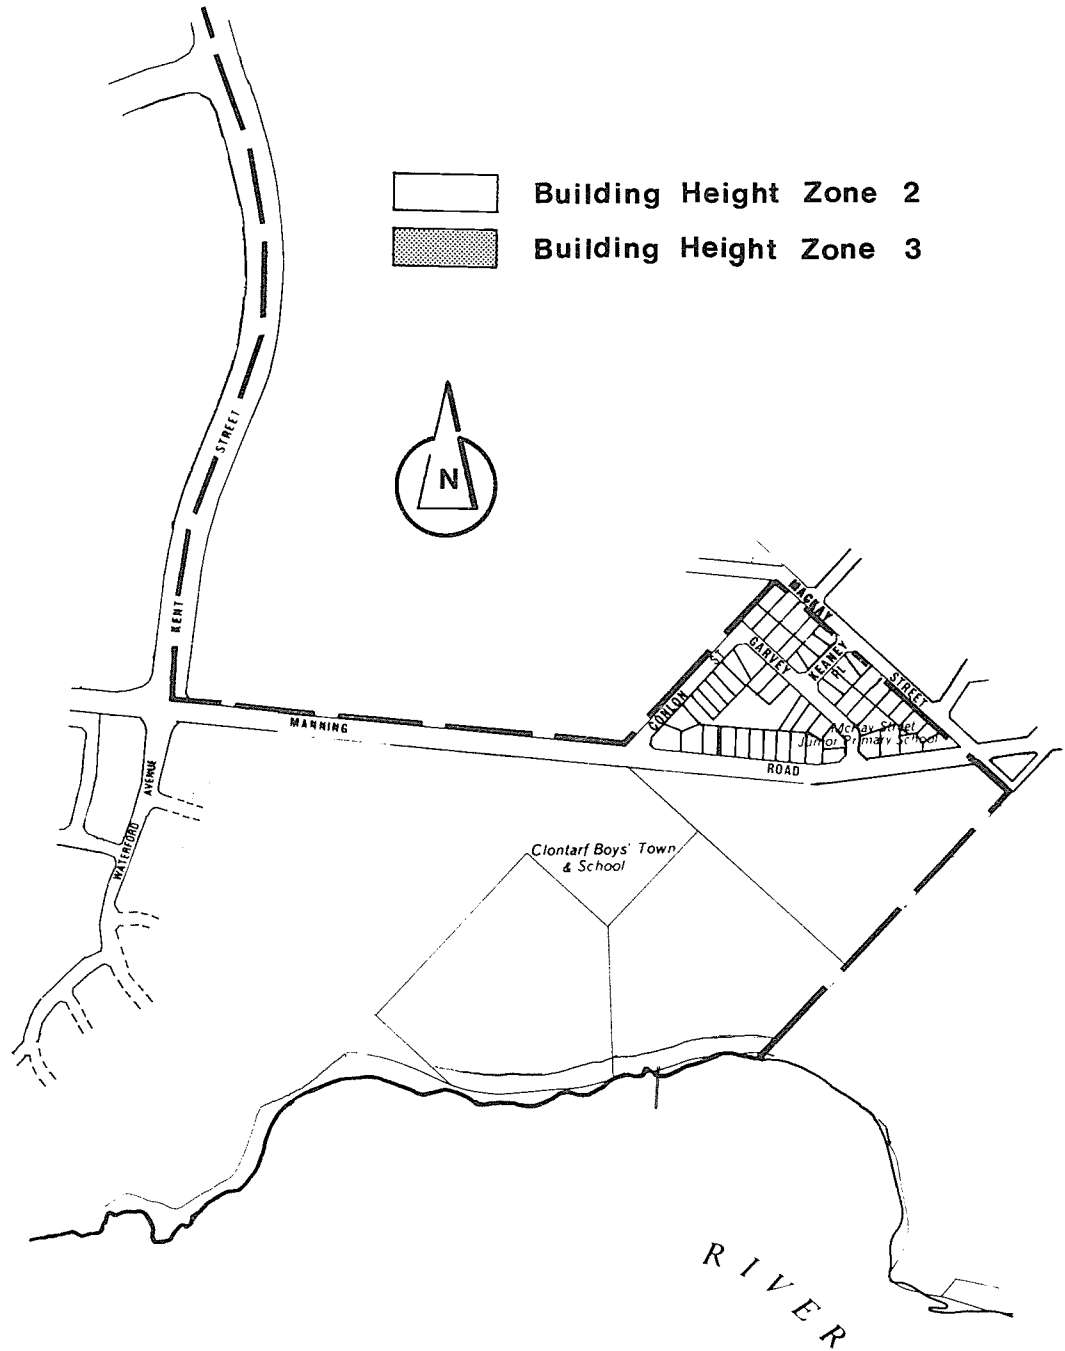 Building Height Zone 2
Building Height Zone 3
STREET
N
KENT
MACKAY
STREET
KEANEY
PL
GARVEY
CONLON
ST
MANNING
McKay Street
Junior Primary School
ROAD
AVENUE
WATERFORD
Clontarf Boys' Town
& School
RIVER